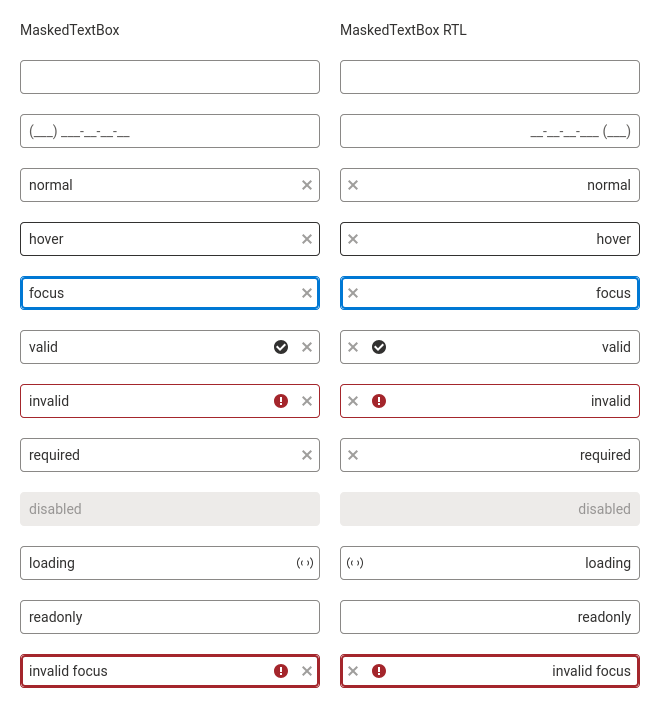 MaskedTextBox
MaskedTextBox RTL
(___) ___-__-__-__
__-__-__-___ (___)
normal
normal
hover
hover
focus
focus
valid
valid
invalid
invalid
required
required
disabled
disabled
loading
loading
readonly
readonly
invalid focus
invalid focus